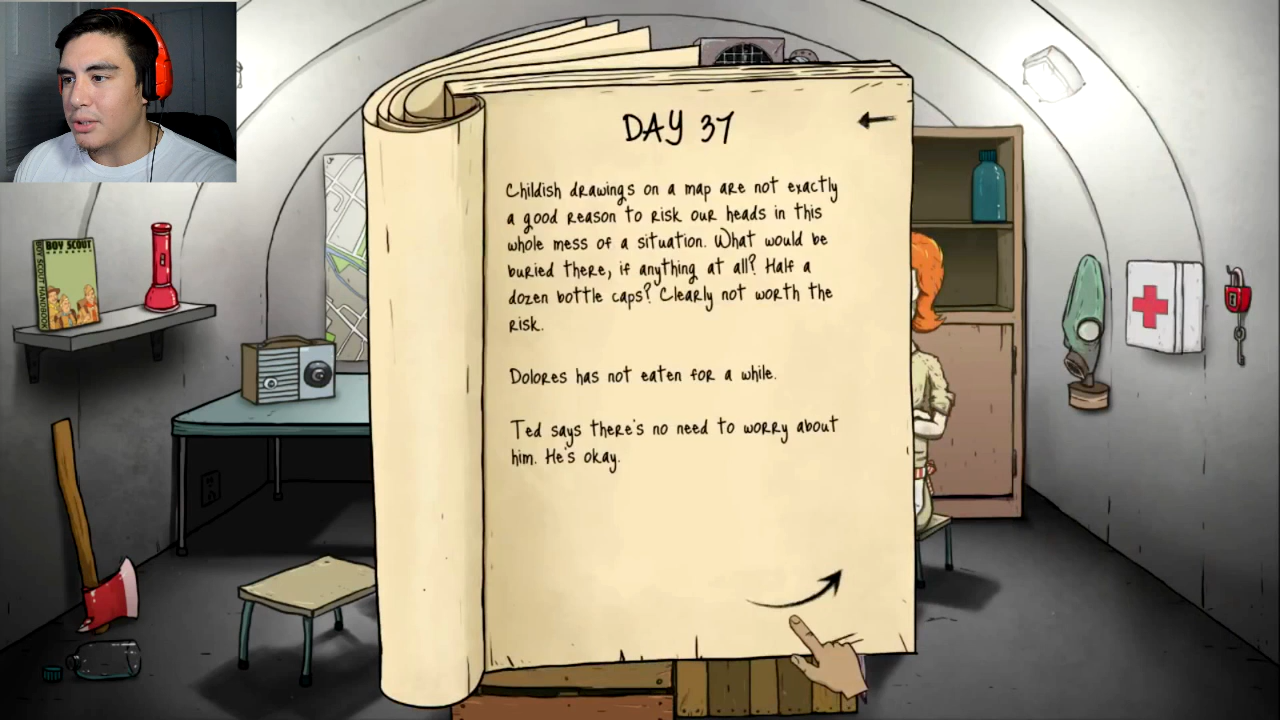 DAY 37
Childish drawings on a map are not exactly
a good reason to risk our heads in this
whole mess of a situation. What would be
buried there, if anything at all? Half a
dozen bottle caps? Clearly not worth the
risk.
Dolores has not eaten for a while.
Ted says there's no need to worry about
him. He's okay.
BOY SCOUT
BOY SCOUT HANDBOOK